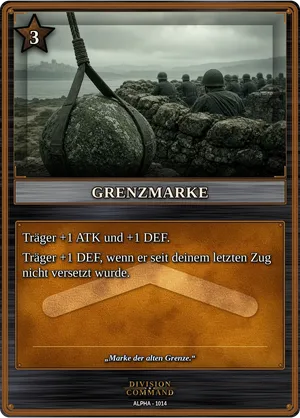 3
GRENZMARKE
Träger +1 ATK und +1 DEF.
Träger +1 DEF, wenn er seit deinem letzten Zug
nicht versetzt wurde.
„Marke der alten Grenze.“
DIVISION
COMMAND
ALPHA - 1014